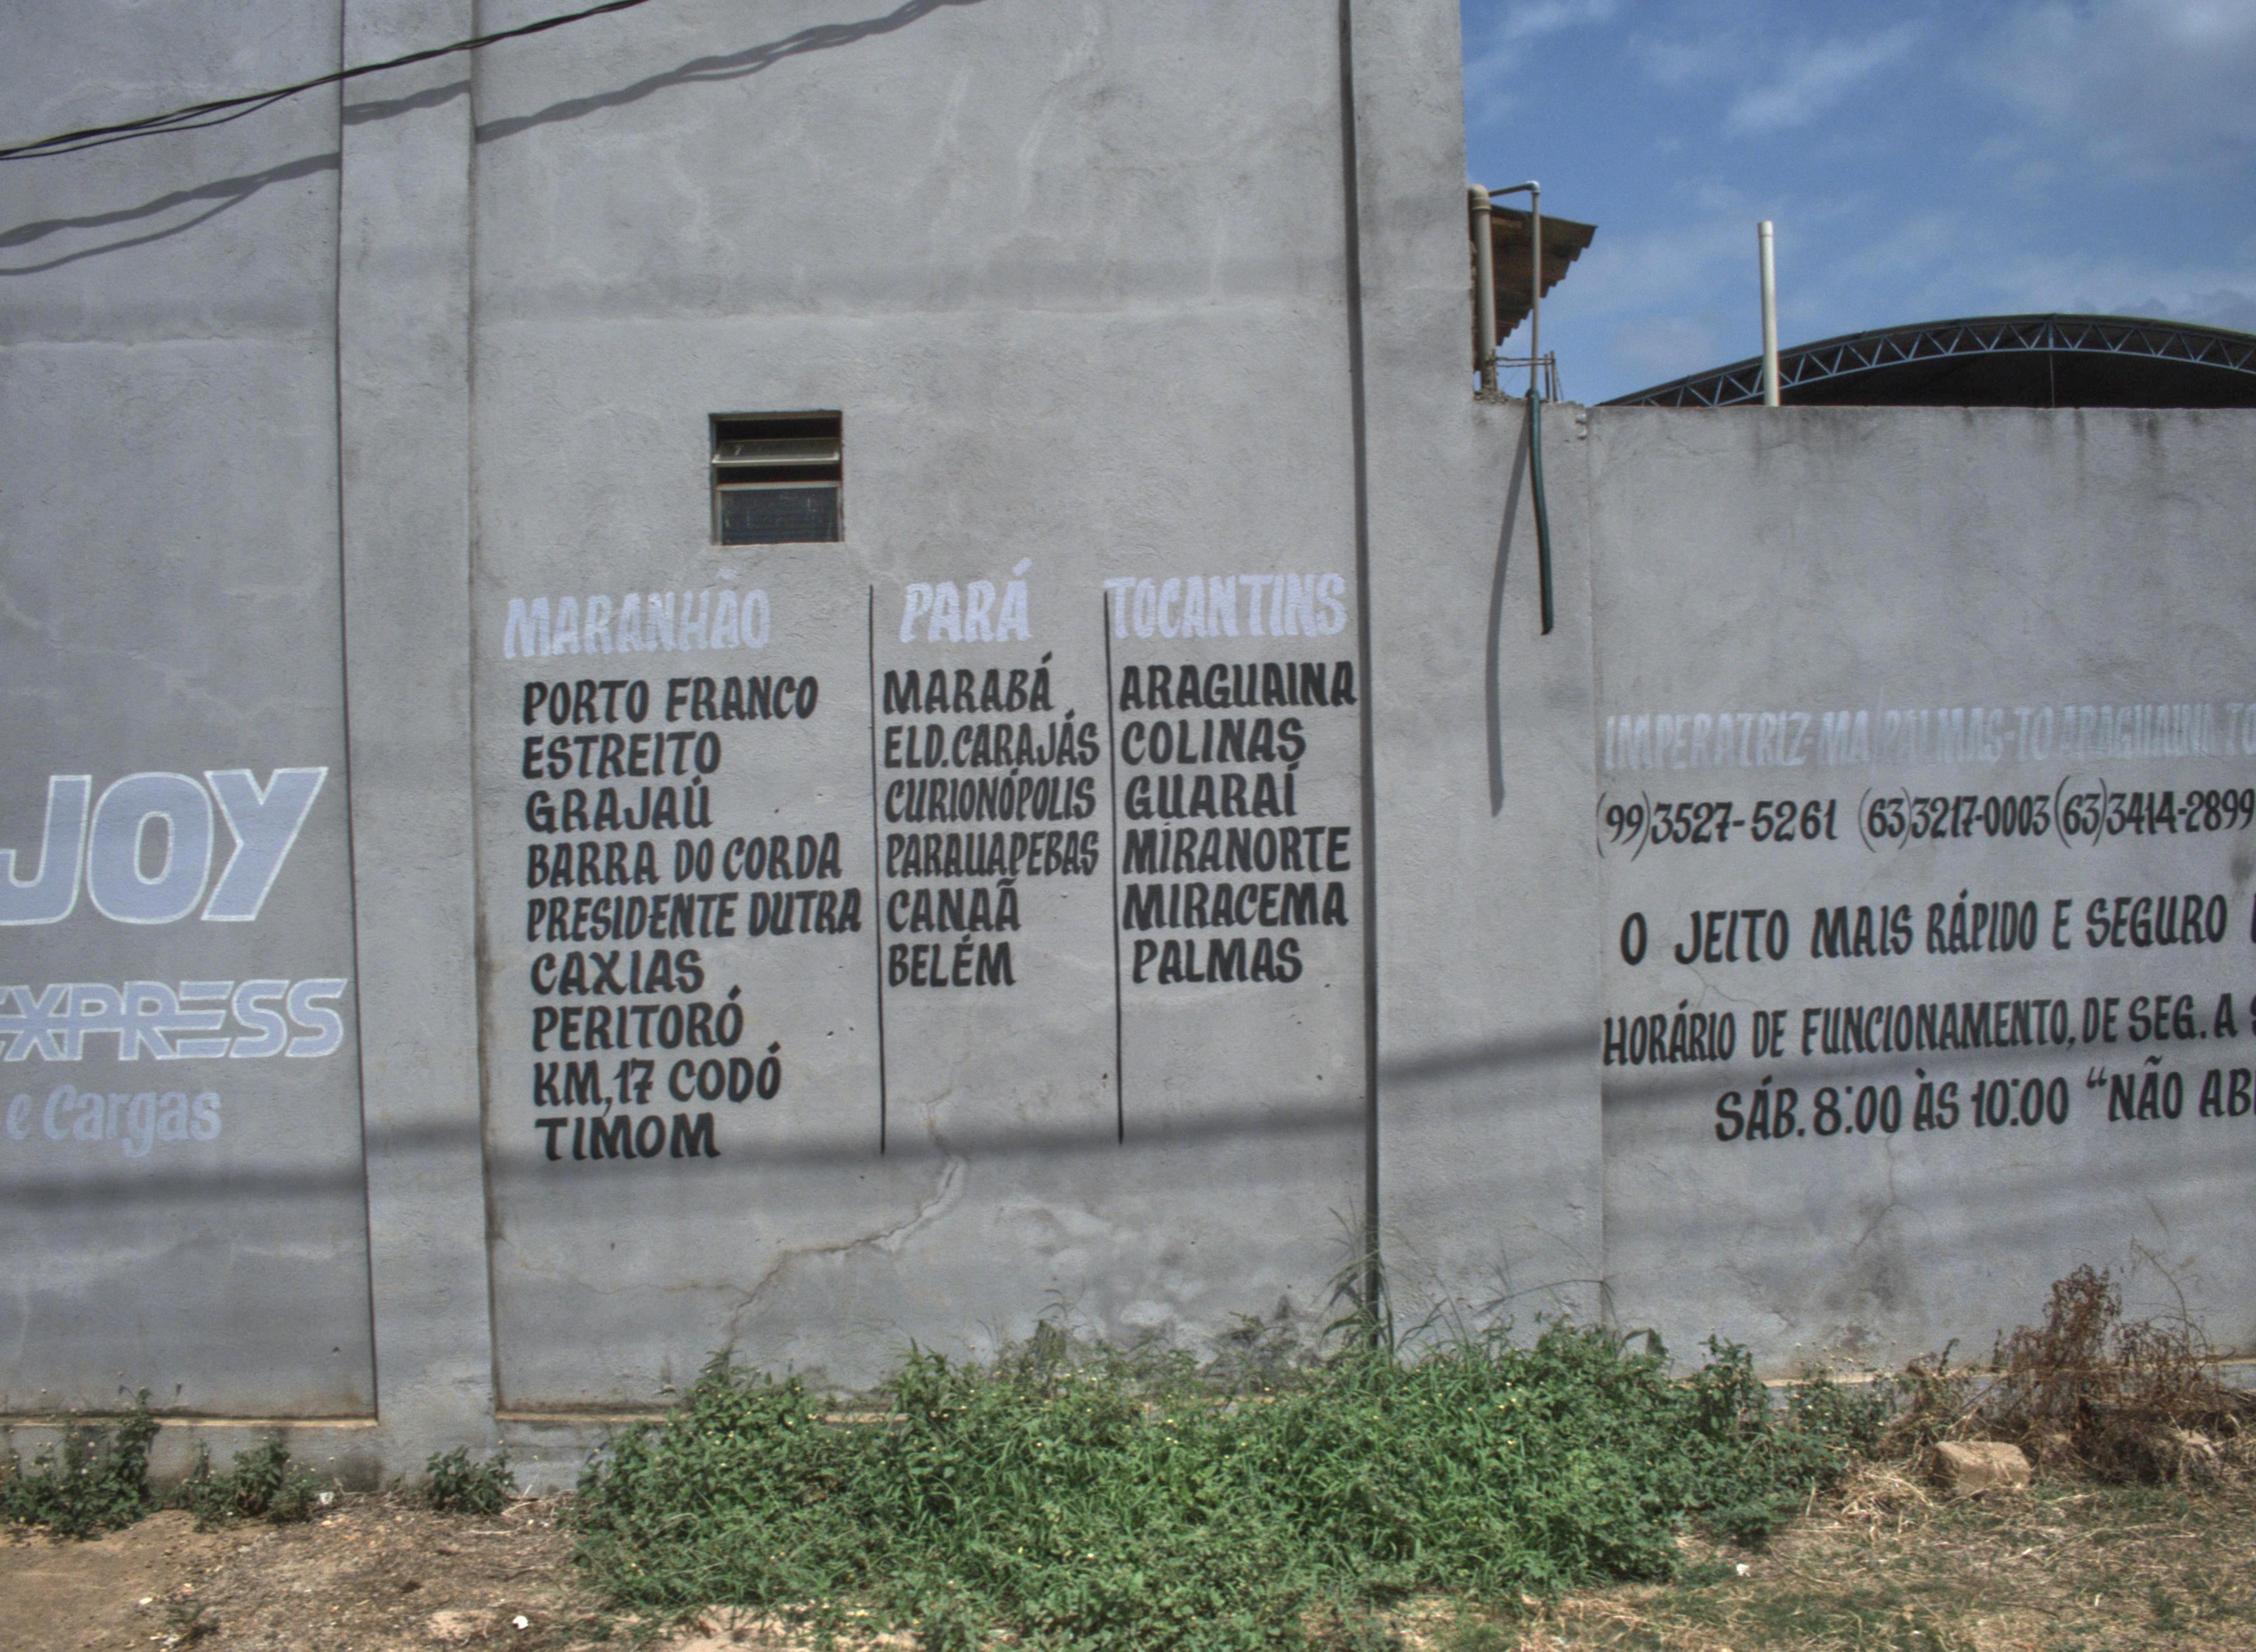 JOY
EXPRESS
e Cargas
MARANHÃO
PORTO FRANCO
ESTREITO
GRAJAÚ
BARRA DO CORDA
PRESIDENTE DUTRA
CAXIAS
PERITORÓ
KM,17 CODÓ
TIMOM
PARÁ
MARABÁ
ELD.CARAJÁS
CURIONÓPOLIS
PARAUAPEBAS
CANAÃ
BELÉM
TOCANTINS
ARAGUAINA
COLINAS
GUARAÍ
MIRANORTE
MIRACEMA
PALMAS
IMPERATRIZ-MA PALMAS-TO ARAGUAINA TO
(99)3527-5261 (63)3217-0003 (63)3414-2899
O JEITO MAIS RÁPIDO E SEGURO
HORÁRIO DE FUNCIONAMENTO, DE SEG. A
SÁB. 8:00 ÀS 10:00 "NÃO